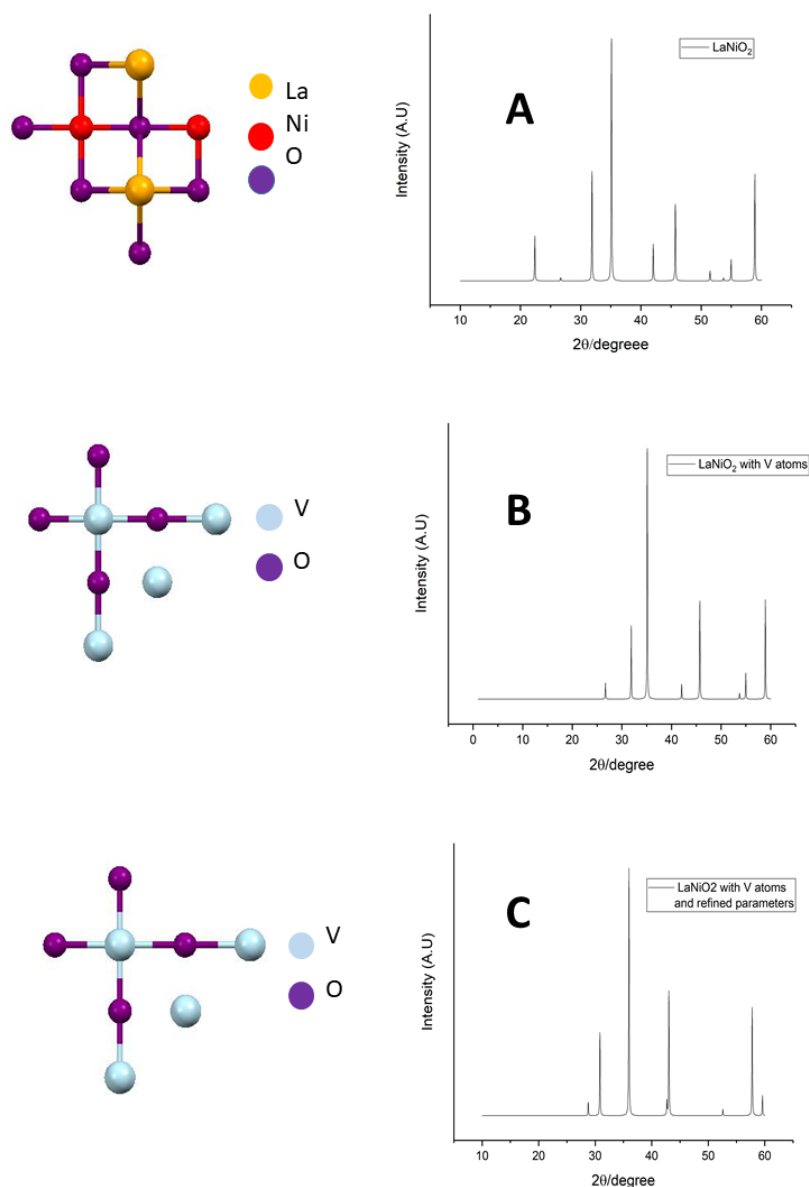 La
Ni
O
A
LaNiO₂
Intensity (A.U)
10 20 30 40 50 60
2θ/degreee
V
O
B
LaNiO₂ with V atoms
Intensity (A.U)
0 10 20 30 40 50 60
2θ/degree
V
O
C
LaNiO2 with V atoms
and refined parameters
Intensity (A.U)
10 20 30 40 50 60
2θ/degree